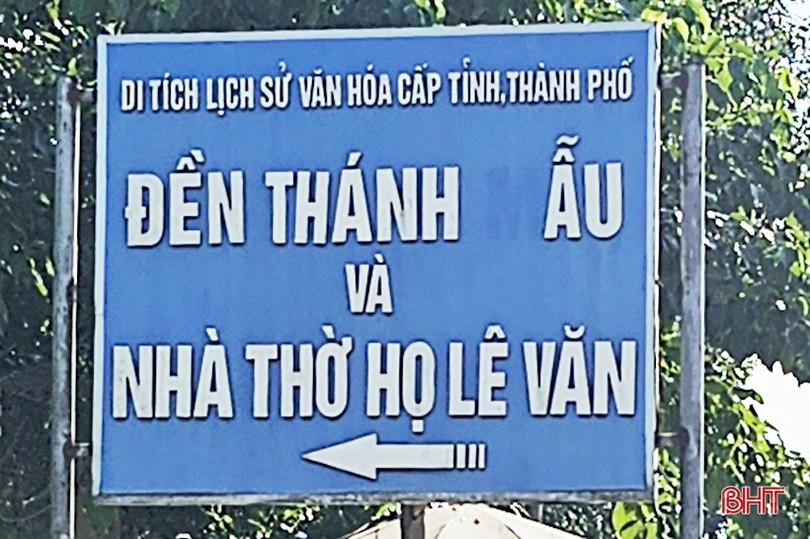 DI TÍCH LỊCH SỬ VĂN HÓA CẤP TỈNH, THÀNH PHỐ
ĐỀN THÁNH ẪU
VÀ
NHÀ THỜ HỌ LÊ VĂN
BHT